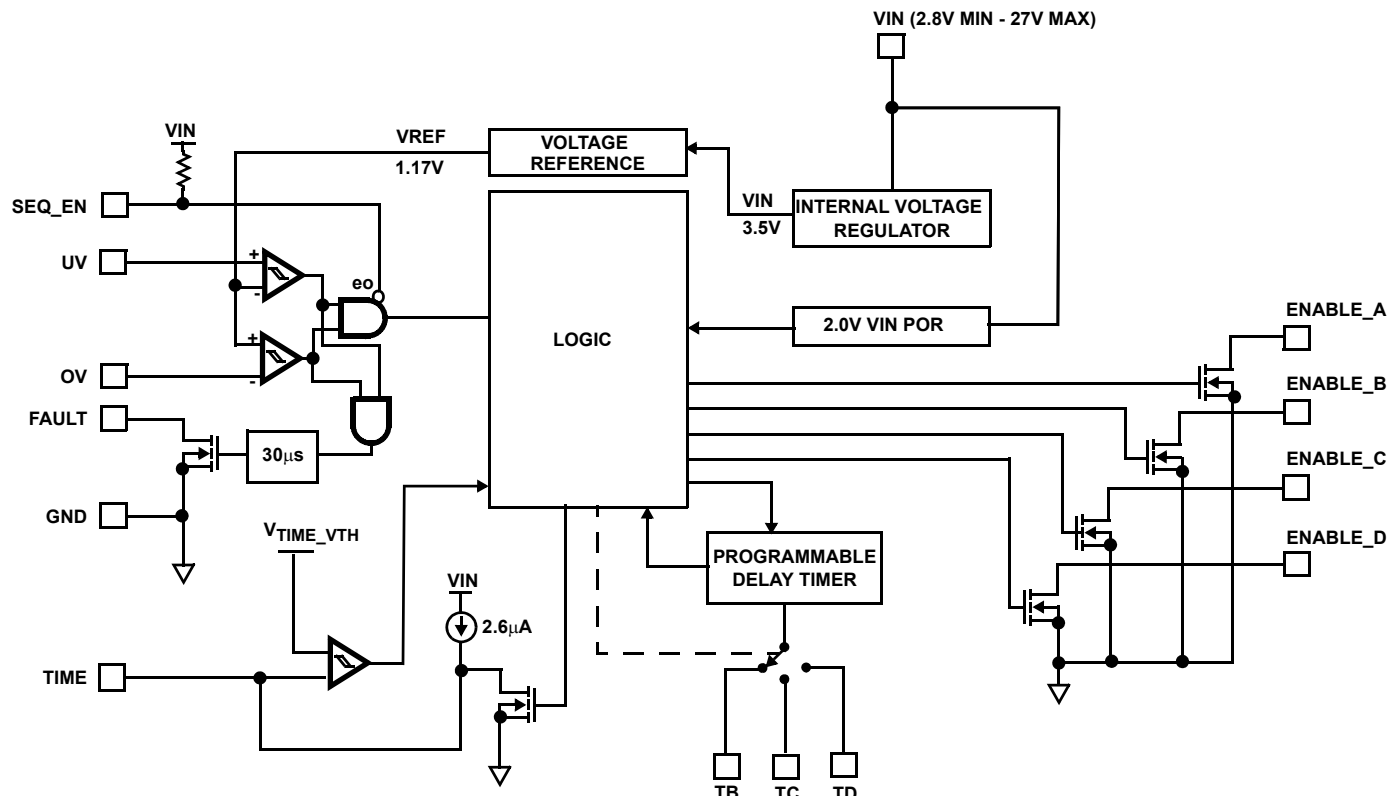 VIN (2.8V MIN - 27V MAX)
VIN
VREF
1.17V
VOLTAGE
REFERENCE
SEQ_EN
VIN
3.5V
INTERNAL VOLTAGE
REGULATOR
UV
+
-
eo
2.0V VIN POR
LOGIC
ENABLE_A
+
-
OV
ENABLE_B
FAULT
30μs
ENABLE_C
GND
VTIME_VTH
ENABLE_D
PROGRAMMABLE
DELAY TIMER
VIN
2.6μA
TIME
TB
TC
TD